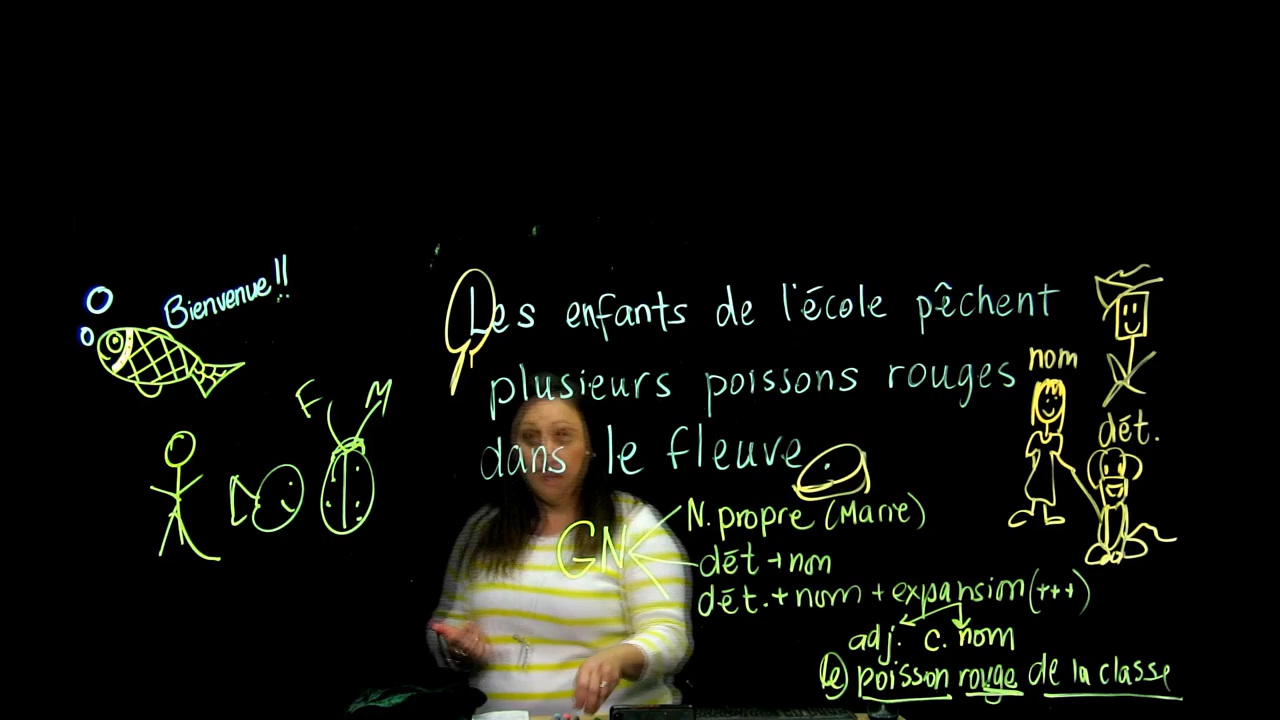 Bienvenue!!
F M
Les enfants de l'école pêchent
plusieurs poissons rouges
dans le fleuve
nom
dét.
GN
N. propre (Marie)
dét + nom
dét. + nom + expansion (+++)
adj. c. nom
le poisson rouge de la classe